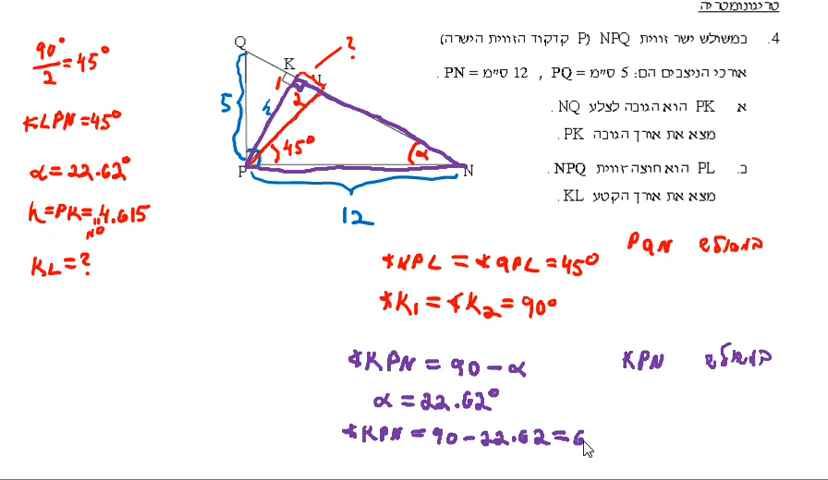 טריגונומטריה
4. במשולש ישר זווית NPQ (P קדקוד הזווית הישרה)
אורכי הניצבים הם: 5 ס״מ = PQ , 12 ס״מ = PN .
א PK הוא הגובה לצלע NQ .
מצא את אורך הגובה PK.
ב. PL הוא חוצה-זווית NPQ .
מצא את אורך הקטע KL .
90°/2 = 45°
∢LPN = 45°
α = 22.62°
h = PK = 4.615
ס"מ
KL = ?
Q
K
L
?
1
2
5
h
45°
α
P
N
12
במשולש PQN
∢NPL = ∢QPL = 45°
∢K1 = ∢K2 = 90°
במשולש KPN
∢KPN = 90 - α
α = 22.62°
∢KPN = 90 - 22.62 = 6